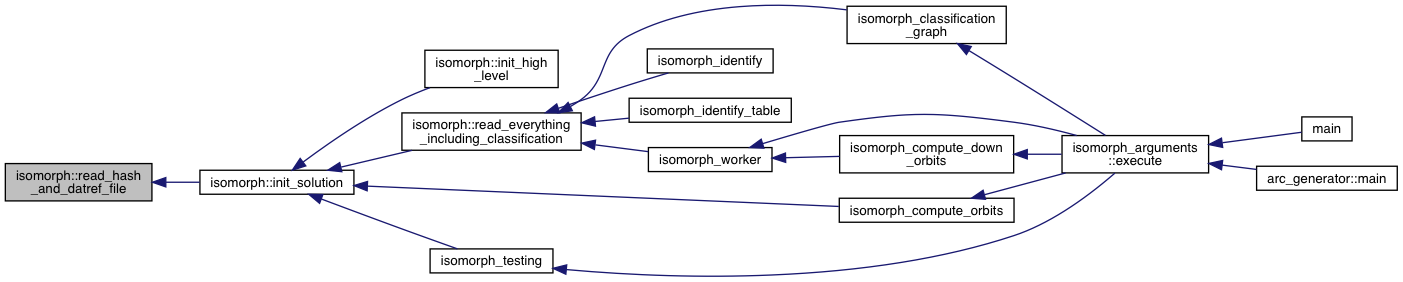 isomorph::read_hash
_and_datref_file
isomorph::init_solution
isomorph::init_high
_level
isomorph::read_everything
_including_classification
isomorph_testing
isomorph_identify
isomorph_identify_table
isomorph_worker
isomorph_classification
_graph
isomorph_compute_down
_orbits
isomorph_compute_orbits
isomorph_arguments
::execute
main
arc_generator::main